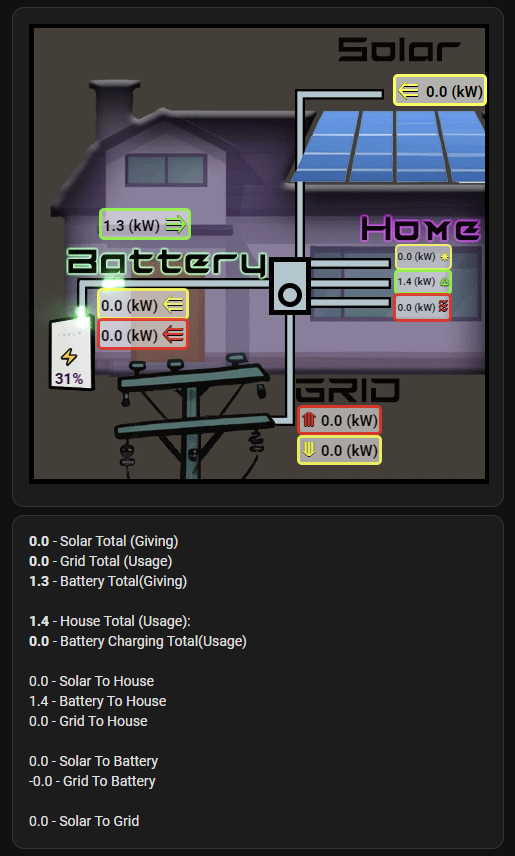 Solar
0.0 (kW)
1.3 (kW)
Home
Battery
0.0 (kW)
1.4 (kW)
0.0 (kW)
0.0 (kW)
0.0 (kW)
31%
GRID
0.0 (kW)
0.0 (kW)
0.0 - Solar Total (Giving)
0.0 - Grid Total (Usage)
1.3 - Battery Total(Giving)
1.4 - House Total (Usage):
0.0 - Battery Charging Total(Usage)
0.0 - Solar To House
1.4 - Battery To House
0.0 - Grid To House
0.0 - Solar To Battery
-0.0 - Grid To Battery
0.0 - Solar To Grid